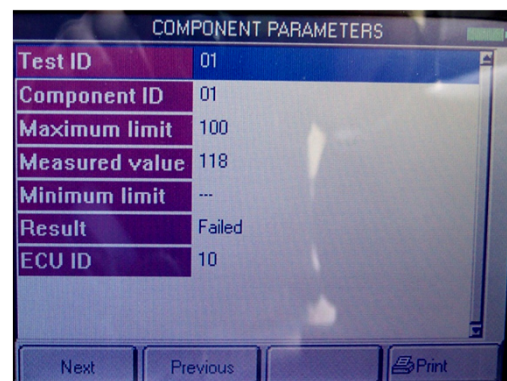 COMPONENT PARAMETERS
Test ID 01
Component ID 01
Maximum limit 100
Measured value 118
Minimum limit ---
Result Failed
ECU ID 10
Next Previous Print